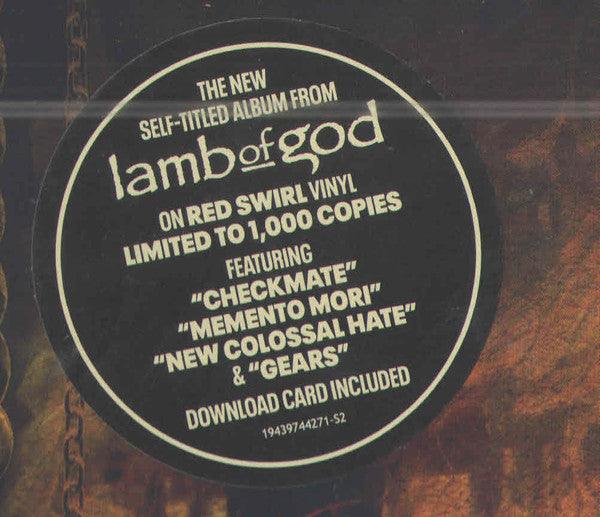 THE NEW
SELF-TITLED ALBUM FROM
lamb of god
ON RED SWIRL VINYL
LIMITED TO 1,000 COPIES
FEATURING
"CHECKMATE"
"MEMENTO MORI"
"NEW COLOSSAL HATE"
& "GEARS"
DOWNLOAD CARD INCLUDED
19439744271-S2